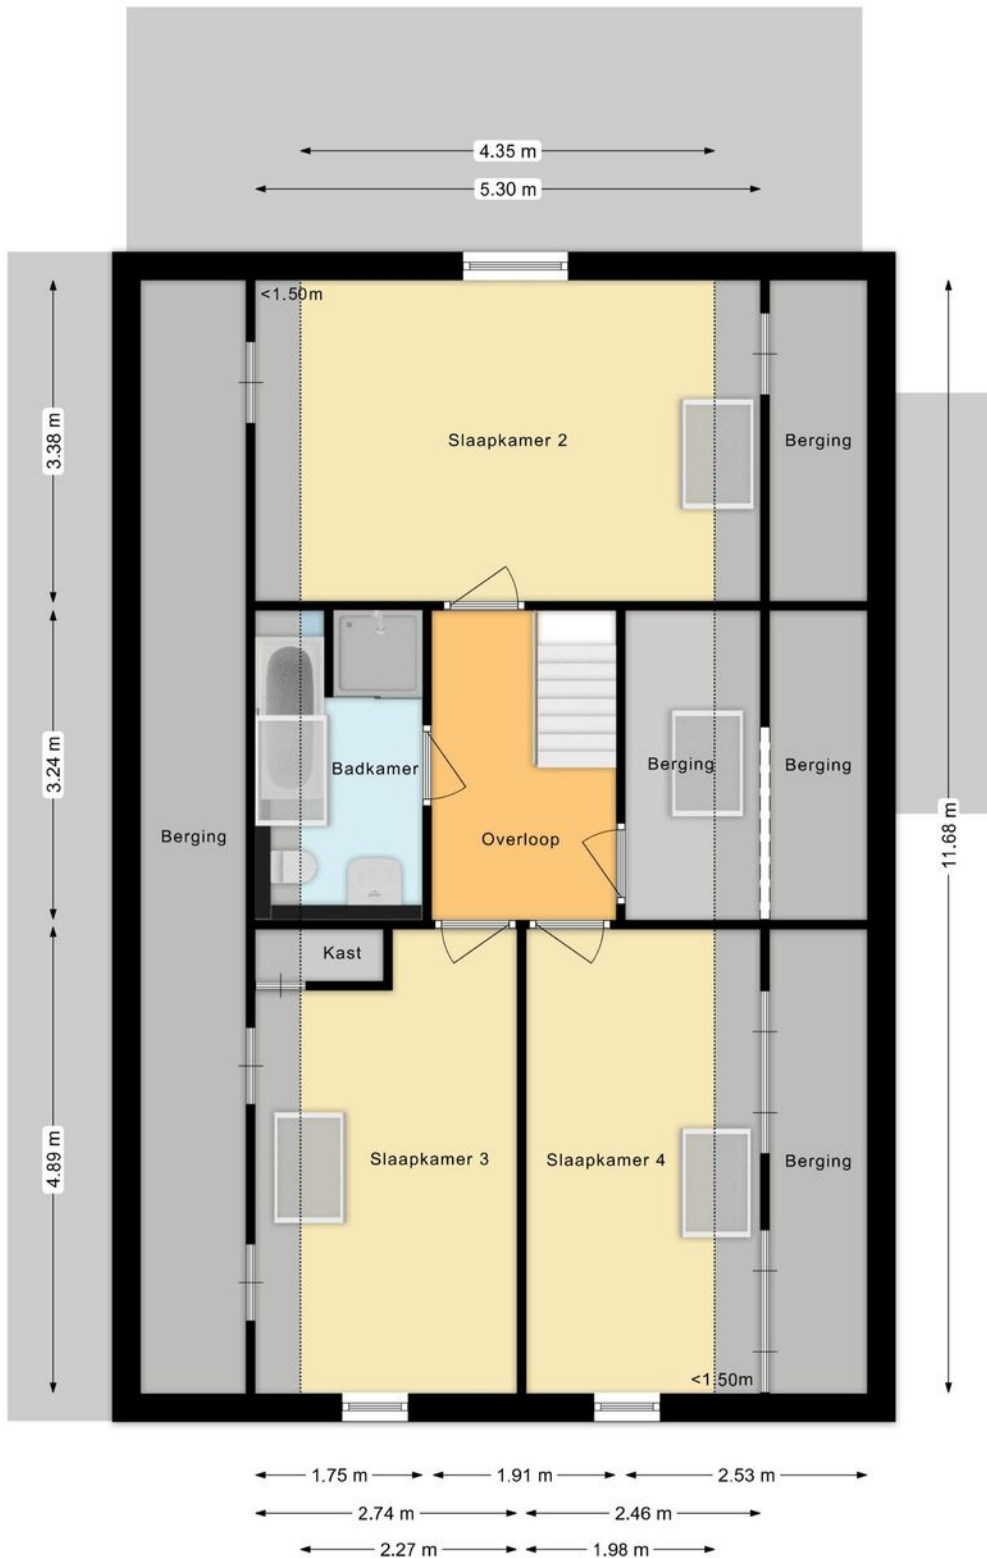 4.35 m
5.30 m
<1.50m
3.38 m
Slaapkamer 2
Berging
3.24 m
Badkamer
Berging
Berging
Berging
Overloop
11.68 m
Kast
4.89 m
Slaapkamer 3
Slaapkamer 4
Berging
<1.50m
1.75 m
1.91 m
2.53 m
2.74 m
2.46 m
2.27 m
1.98 m